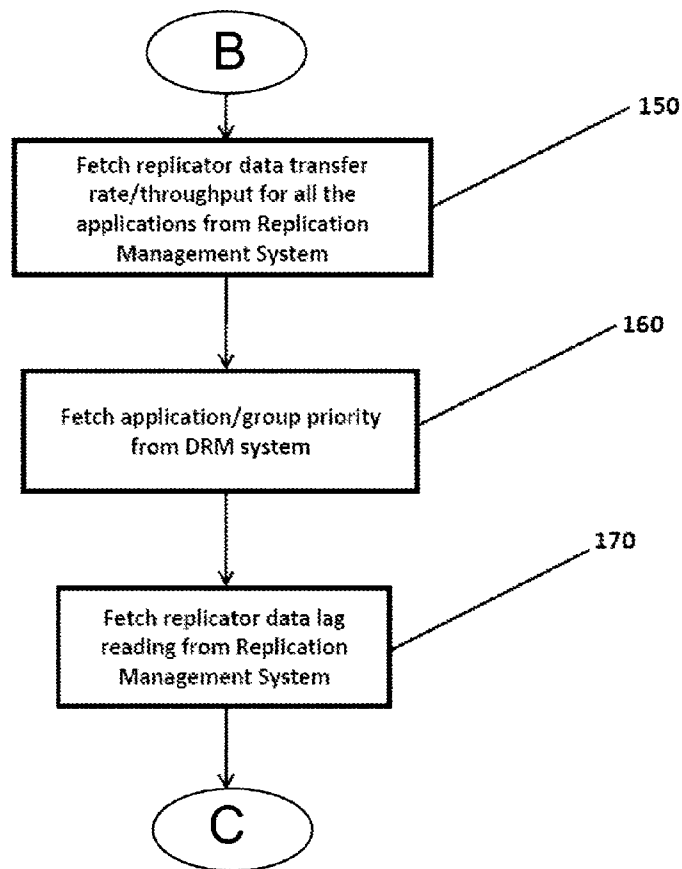 B
150
Fetch replicator data transfer
rate/throughput for all the
applications from Replication
Management System
160
Fetch application/group priority
from DRM system
170
Fetch replicator data lag
reading from Replication
Management System
C